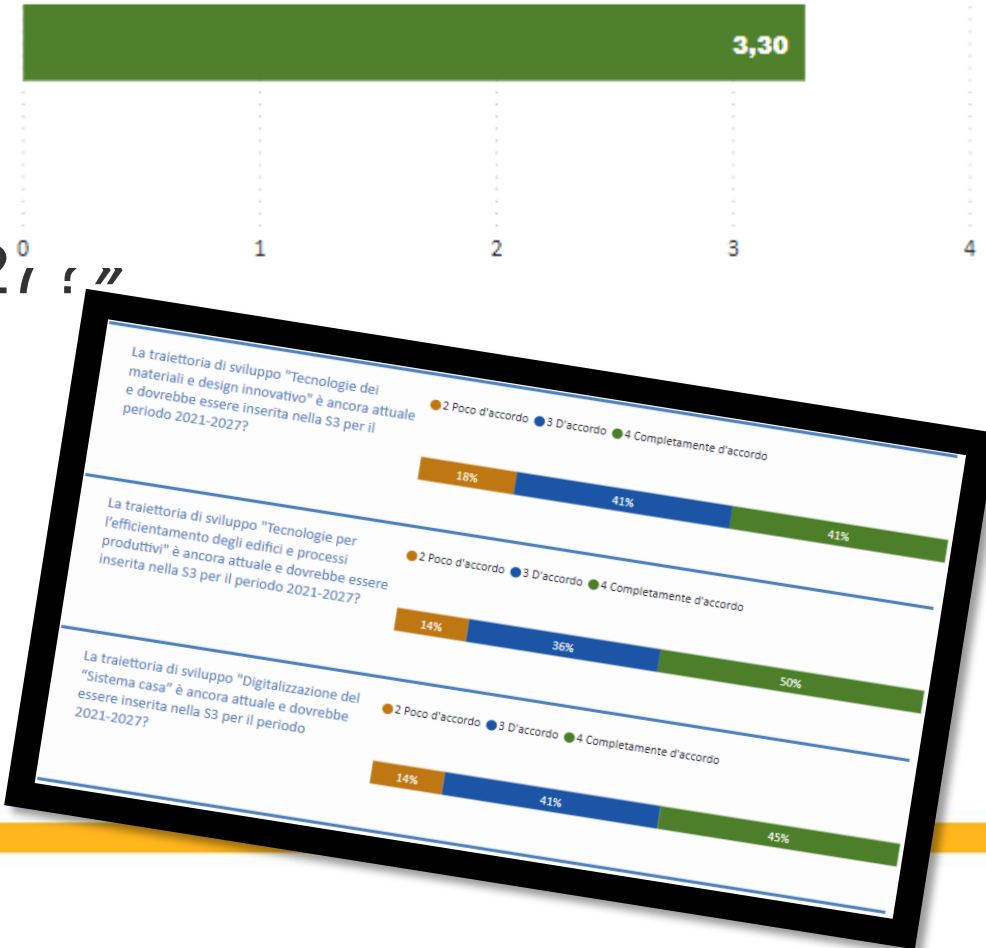 3,30
0 1 2 3 4
27?»
La traiettoria di sviluppo "Tecnologie dei
materiali e design innovativo" è ancora attuale
e dovrebbe essere inserita nella S3 per il
periodo 2021-2027?
2 Poco d'accordo 3 D'accordo 4 Completamente d'accordo
18% 41% 41%
La traiettoria di sviluppo "Tecnologie per
l'efficientamento degli edifici e processi
produttivi" è ancora attuale e dovrebbe essere
inserita nella S3 per il periodo 2021-2027?
2 Poco d'accordo 3 D'accordo 4 Completamente d'accordo
14% 36% 50%
La traiettoria di sviluppo "Digitalizzazione del
“Sistema casa” è ancora attuale e dovrebbe
essere inserita nella S3 per il periodo
2021-2027?
2 Poco d'accordo 3 D'accordo 4 Completamente d'accordo
14% 41% 45%